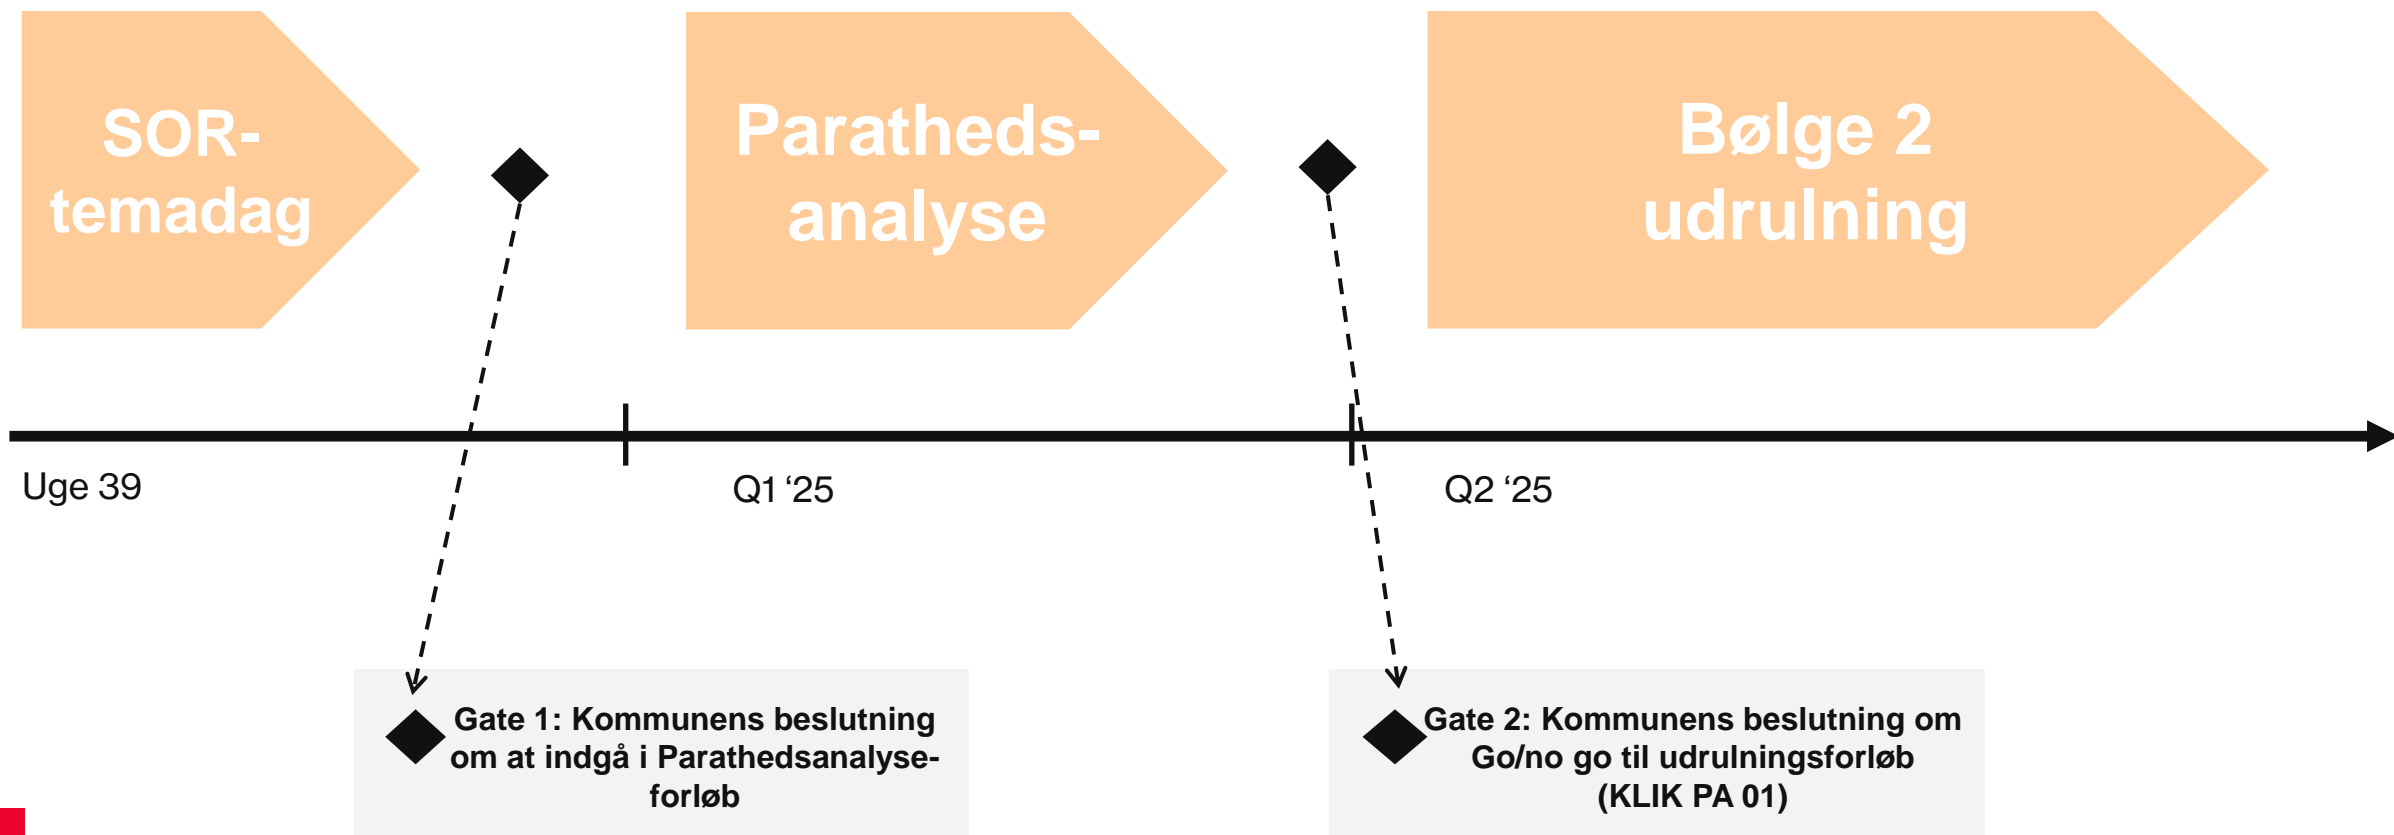 SOR-
temadag
Paratheds-
analyse
Bølge 2
udrulning
Uge 39
Q1 ‘25
Q2 ‘25
Gate 1: Kommunens beslutning
om at indgå i Parathedsanalyse-
forløb
Gate 2: Kommunens beslutning om
Go/no go til udrulningsforløb
(KLIK PA 01)